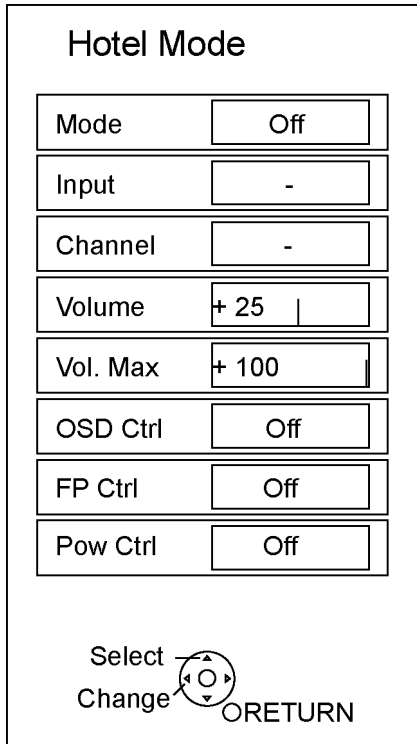 Hotel Mode
Mode Off
Input -
Channel -
Volume + 25
Vol. Max + 100
OSD Ctrl Off
FP Ctrl Off
Pow Ctrl Off
Select
Change
RETURN